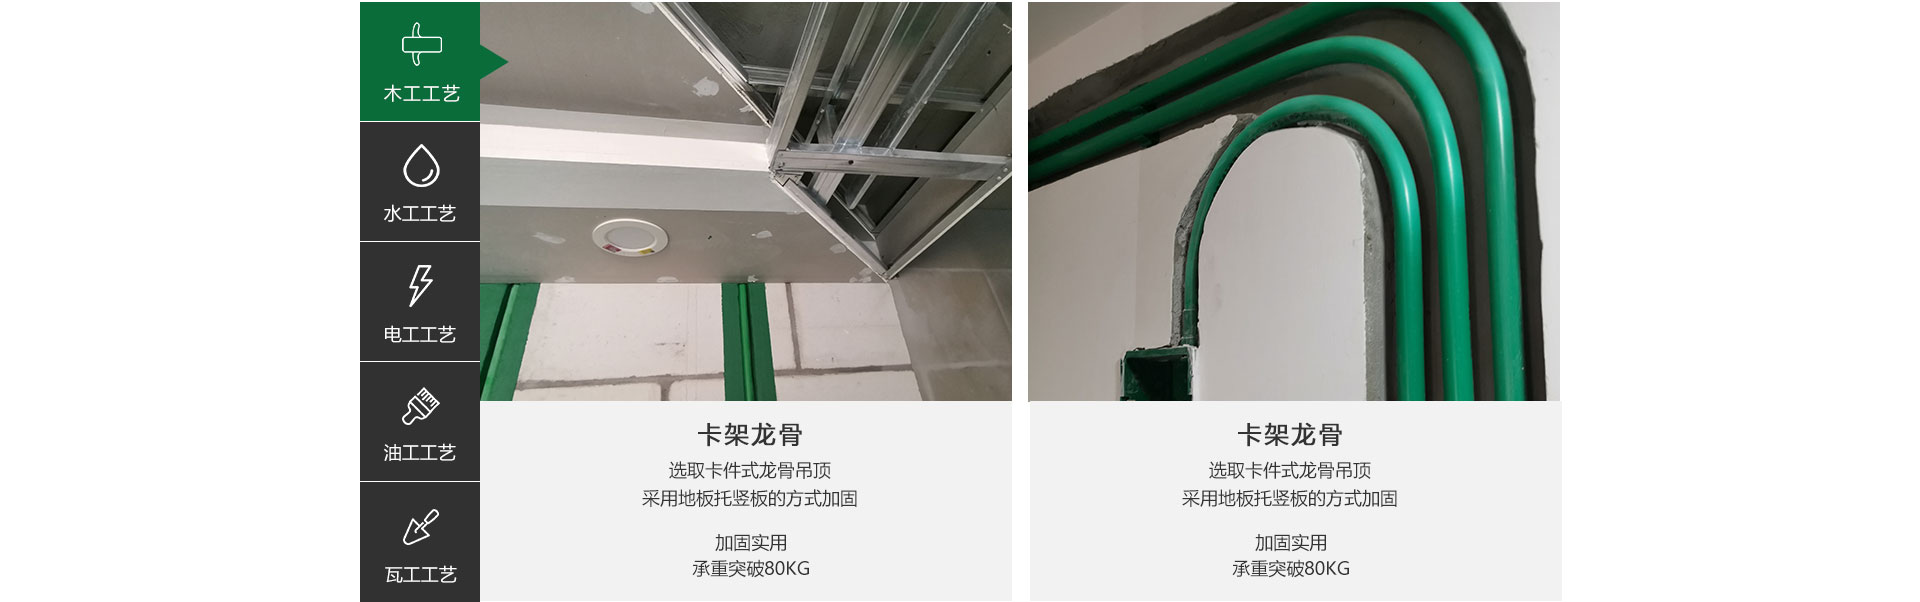 木工工艺
水工工艺
电工工艺
油工工艺
瓦工工艺
卡架龙骨
选取卡件式龙骨吊顶
采用地板托竖板的方式加固
加固实用
承重突破80KG
卡架龙骨
选取卡件式龙骨吊顶
采用地板托竖板的方式加固
加固实用
承重突破80KG